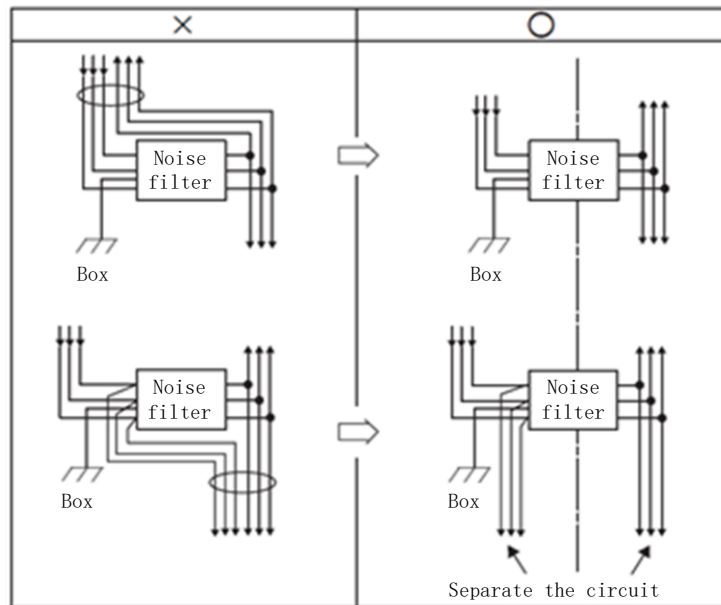 × ○
Noise
filter
Box
Noise
filter
Box
Noise
filter
Box
Noise
filter
Box
Separate the circuit